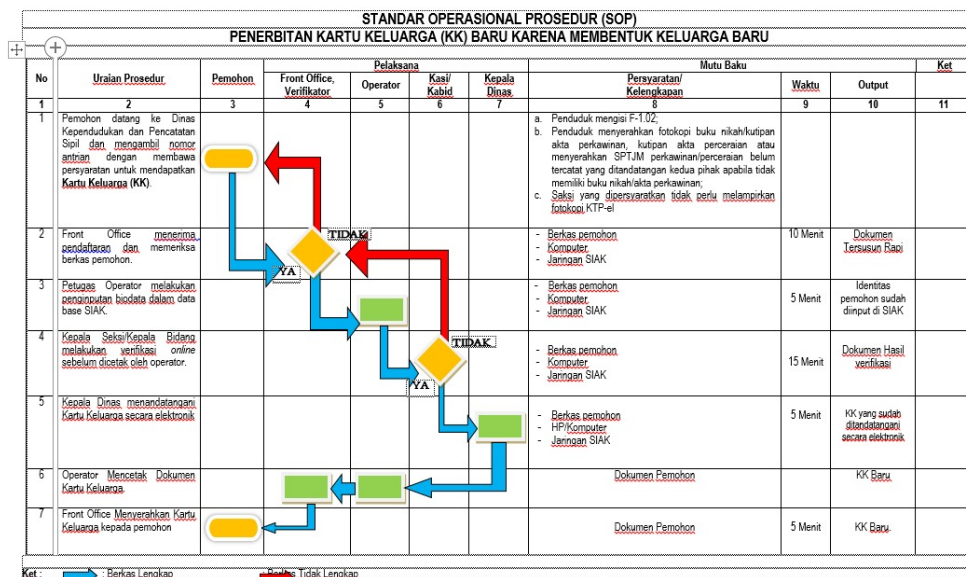 STANDAR OPERASIONAL PROSEDUR (SOP)
PENERBITAN KARTU KELUARGA (KK) BARU KARENA MEMBENTUK KELUARGA BARU
Pelaksana
Mutu Baku
Ket
No
Uraian Prosedur
Pemohon
Front Office,
Verifikator
Operator
Kasi/
Kabid
Kepala
Dinas
Persyaratan/
Kelengkapan
Waktu
Output
1 2 3 4 5 6 7 8 9 10 11
1
Pemohon datang ke Dinas
Kependudukan dan Pencatatan
Sipil dan mengambil nomor
antrian dengan membawa
persyaratan untuk mendapatkan
Kartu Keluarga (KK).
a. Penduduk mengisi F-1.02;
b. Penduduk menyerahkan fotokopi buku nikah/kutipan
akta perkawinan, kutipan akta perceraian atau
menyerahkan SPTJM perkawinan/perceraian belum
tercatat yang ditandatangan kedua pihak apabila tidak
memiliki buku nikah/akta perkawinan;
c. Saksi yang dipersyaratkan tidak perlu melampirkan
fotokopi KTP-el
2
Front Office menerima
pendaftaran dan memeriksa
berkas pemohon.
TIDAK
YA
- Berkas pemohon
- Komputer
- Jaringan SIAK
10 Menit
Dokumen
Tersusun Rapi
3
Petugas Operator melakukan
penginputan biodata dalam data
base SIAK.
- Berkas pemohon
- Komputer
- Jaringan SIAK
5 Menit
Identitas
pemohon sudah
diinput di SIAK
4
Kepala Seksi/Kepala Bidang
melakukan verifikasi online
sebelum dicetak oleh operator.
TIDAK
YA
- Berkas pemohon
- Komputer
- Jaringan SIAK
15 Menit
Dokumen Hasil
verifikasi
5
Kepala Dinas menandatangani
Kartu Keluarga secara elektronik
- Berkas pemohon
- HP/Komputer
- Jaringan SIAK
5 Menit
KK yang sudah
ditandatangani
secara elektronik
6
Operator Mencetak Dokumen
Kartu Keluarga.
Dokumen Pemohon
KK Baru
7
Front Office Menyerahkan Kartu
Keluarga kepada pemohon
Dokumen Pemohon
5 Menit
KK Baru.
Ket :
: Berkas Lengkap
: Berkas Tidak Lengkap